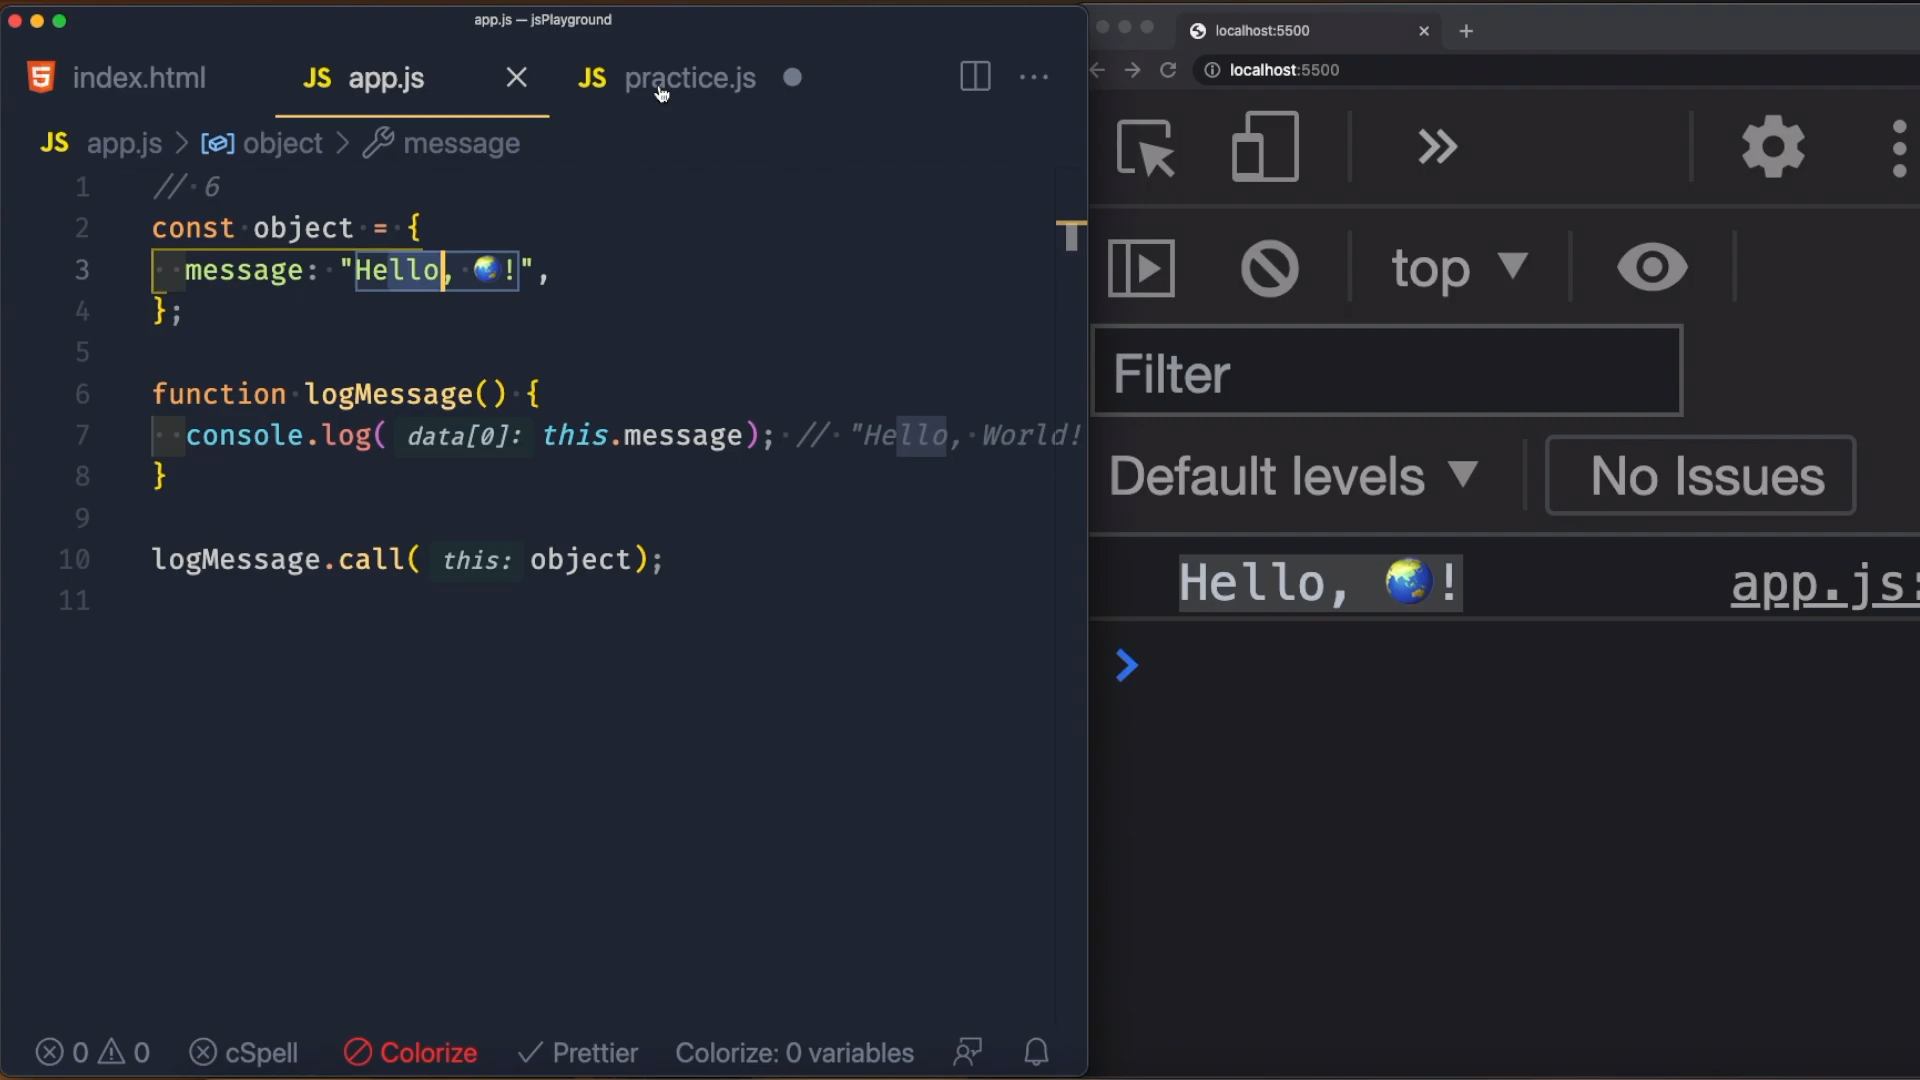 app.js — jsPlayground
index.html
JS app.js
JS practice.js
JS app.js > object > message
1 // 6
2 const object = {
3 message: "Hello, 🌏!",
4 };
5
6 function logMessage() {
7 console.log( data[0]: this.message); // "Hello, World!
8 }
9
10 logMessage.call( this: object);
11
0 0 cSpell Colorize Prettier Colorize: 0 variables
localhost:5500
localhost:5500
top
Filter
Default levels
No Issues
Hello, 🌏!
app.js: